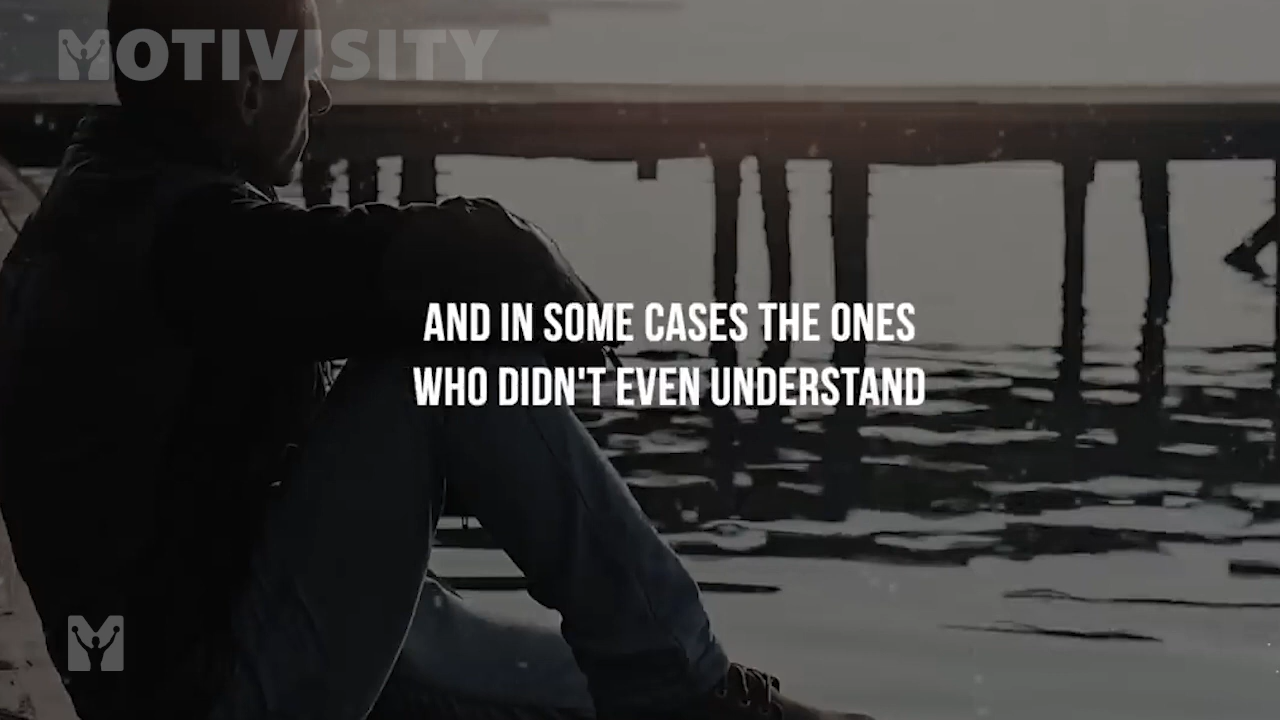 MOTIVISITY
AND IN SOME CASES THE ONES
WHO DIDN'T EVEN UNDERSTAND